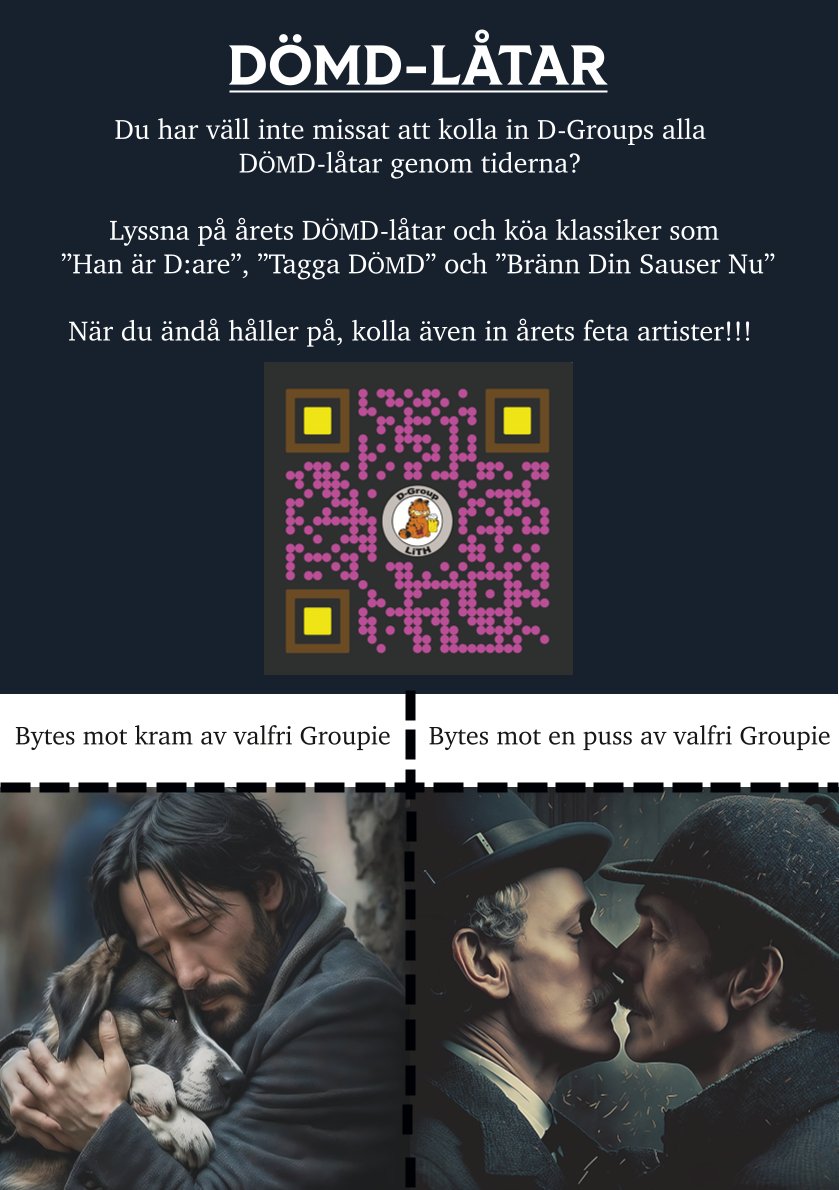 DÖMD-LÅTAR
Du har väll inte missat att kolla in D-Groups alla
DÖMD-låtar genom tiderna?
Lyssna på årets DÖMD-låtar och köa klassiker som
”Han är D:are”, ”Tagga DÖMD” och ”Bränn Din Sauser Nu”
När du ändå håller på, kolla även in årets feta artister!!!
D-Group
LiTH
Bytes mot kram av valfri Groupie
Bytes mot en puss av valfri Groupie